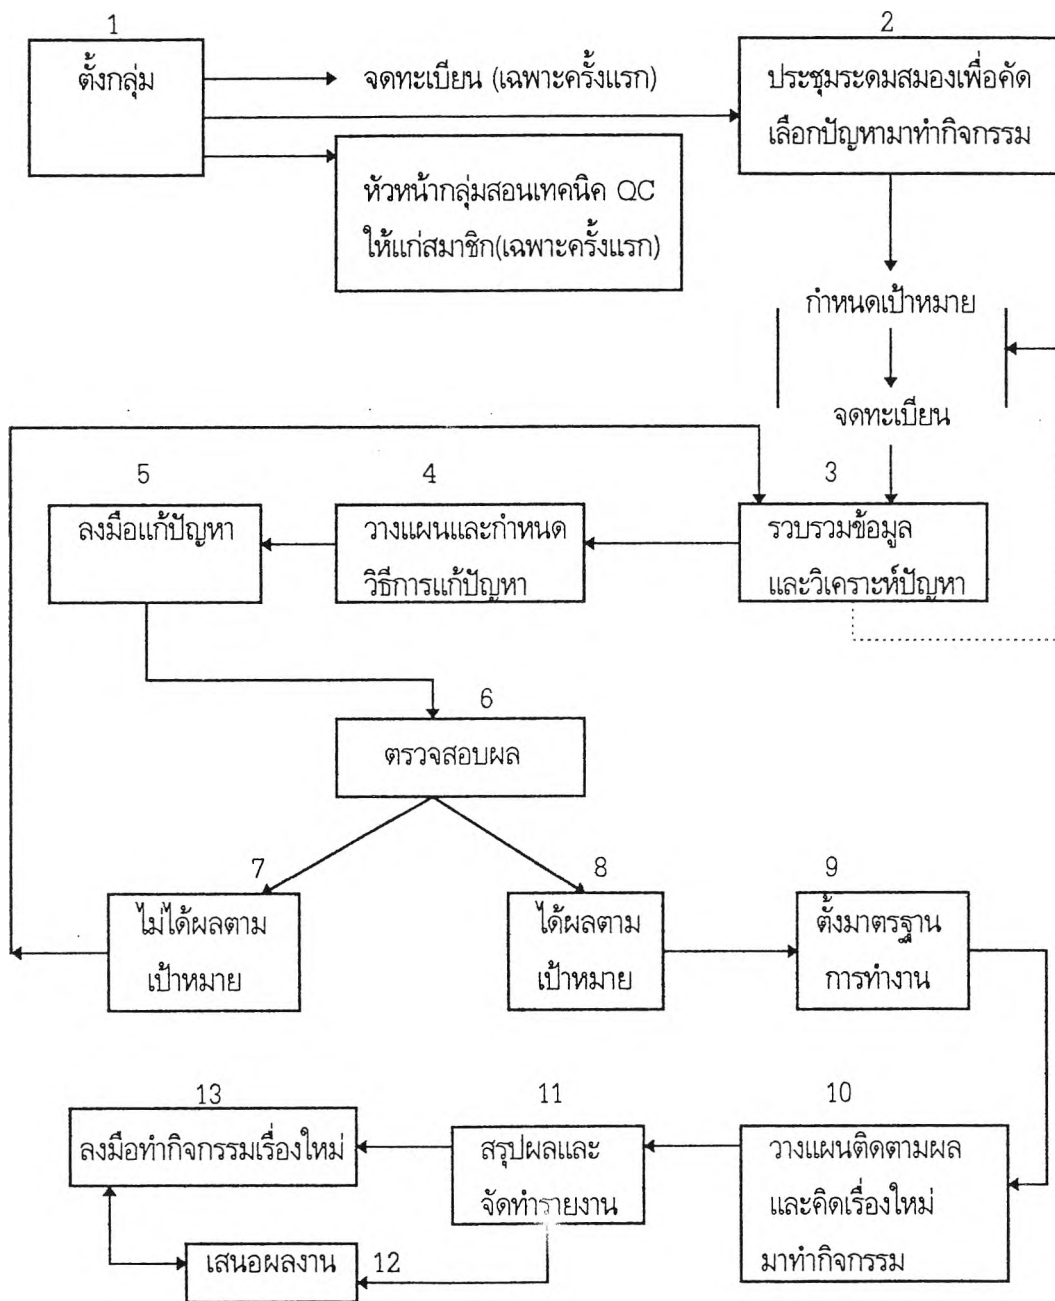 1
ตั้งกลุ่ม
จดทะเบียน (เฉพาะครั้งแรก)
หัวหน้ากลุ่มสอนเทคนิค QC
ให้แก่สมาชิก(เฉพาะครั้งแรก)
2
ประชุมระดมสมองเพื่อคัด
เลือกปัญหามาทำกิจกรรม
กำหนดเป้าหมาย
จดทะเบียน
3
รวบรวมข้อมูล
และวิเคราะห์ปัญหา
4
วางแผนและกำหนด
วิธีการแก้ปัญหา
5
ลงมือแก้ปัญหา
6
ตรวจสอบผล
7
ไม่ได้ผลตาม
เป้าหมาย
8
ได้ผลตาม
เป้าหมาย
9
ตั้งมาตรฐาน
การทำงาน
10
วางแผนติดตามผล
และคิดเรื่องใหม่
มาทำกิจกรรม
11
สรุปผลและ
จัดทำรายงาน
12
เสนอผลงาน
13
ลงมือทำกิจกรรมเรื่องใหม่